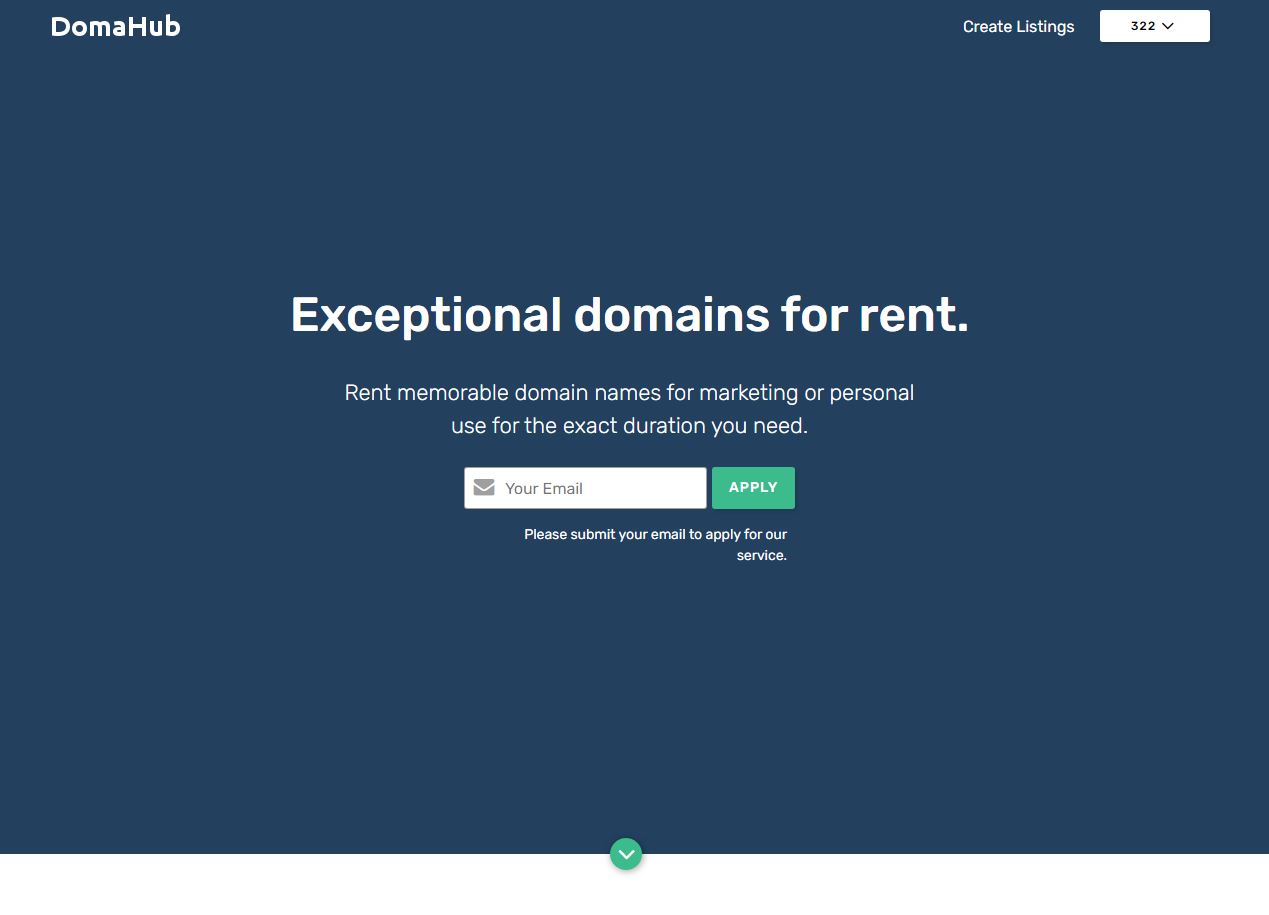 DomaHub
Create Listings
322
Exceptional domains for rent.
Rent memorable domain names for marketing or personal
use for the exact duration you need.
Your Email
APPLY
Please submit your email to apply for our
service.